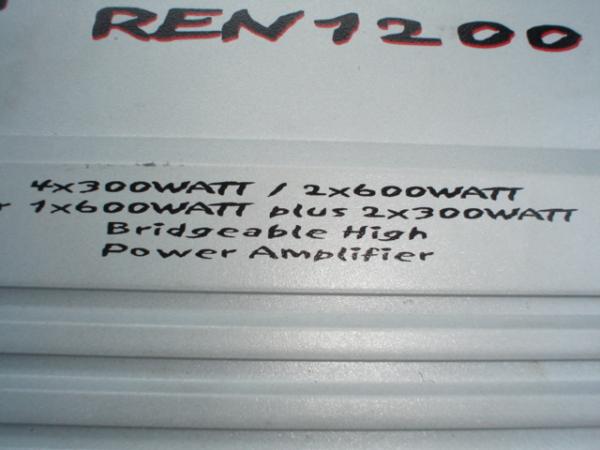 REN1200
4x300WATT / 2x600WATT
1x600WATT plus 2x300WATT
Bridgeable High
Power Amplifier